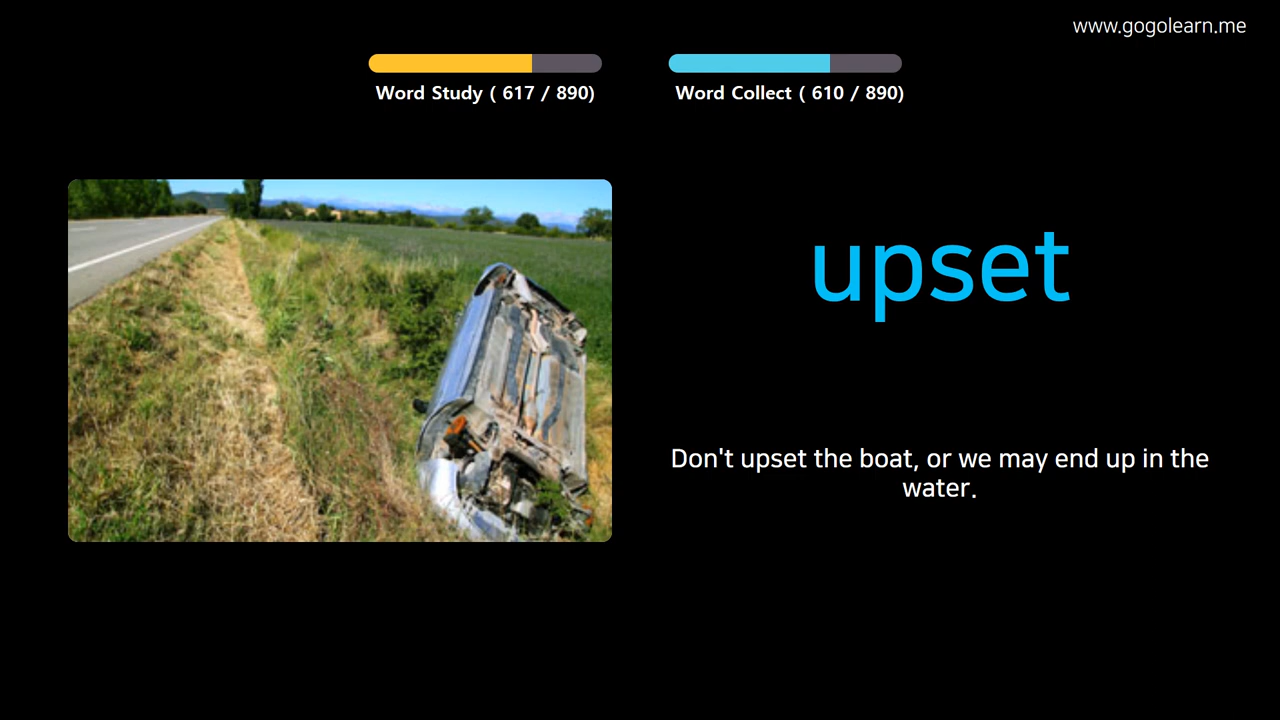 www.gogolearn.me
Word Study ( 617 / 890)
Word Collect ( 610 / 890)
upset
Don't upset the boat, or we may end up in the
water.